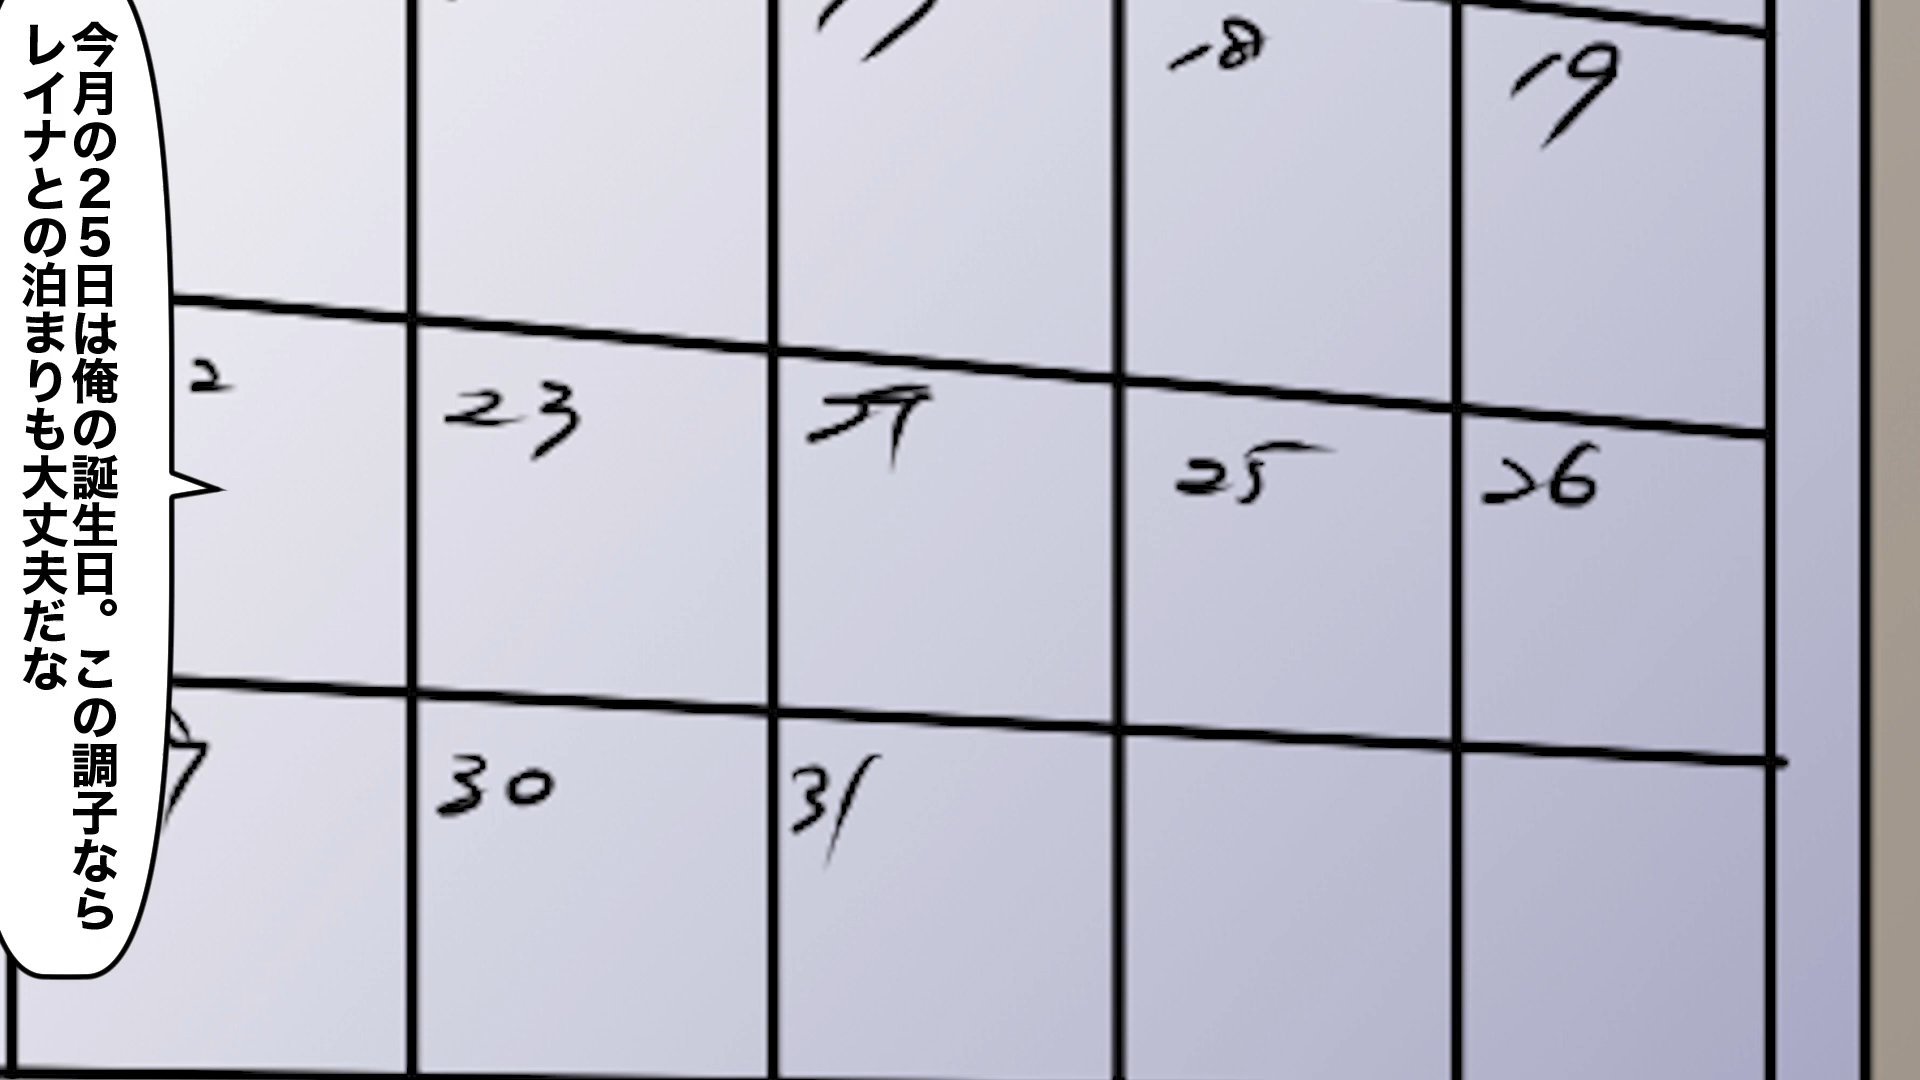 今月の25日は俺の誕生日。この調子なら
レイナとの泊まりも大丈夫だな
17 18 19
2 23 24 25 26
30 31